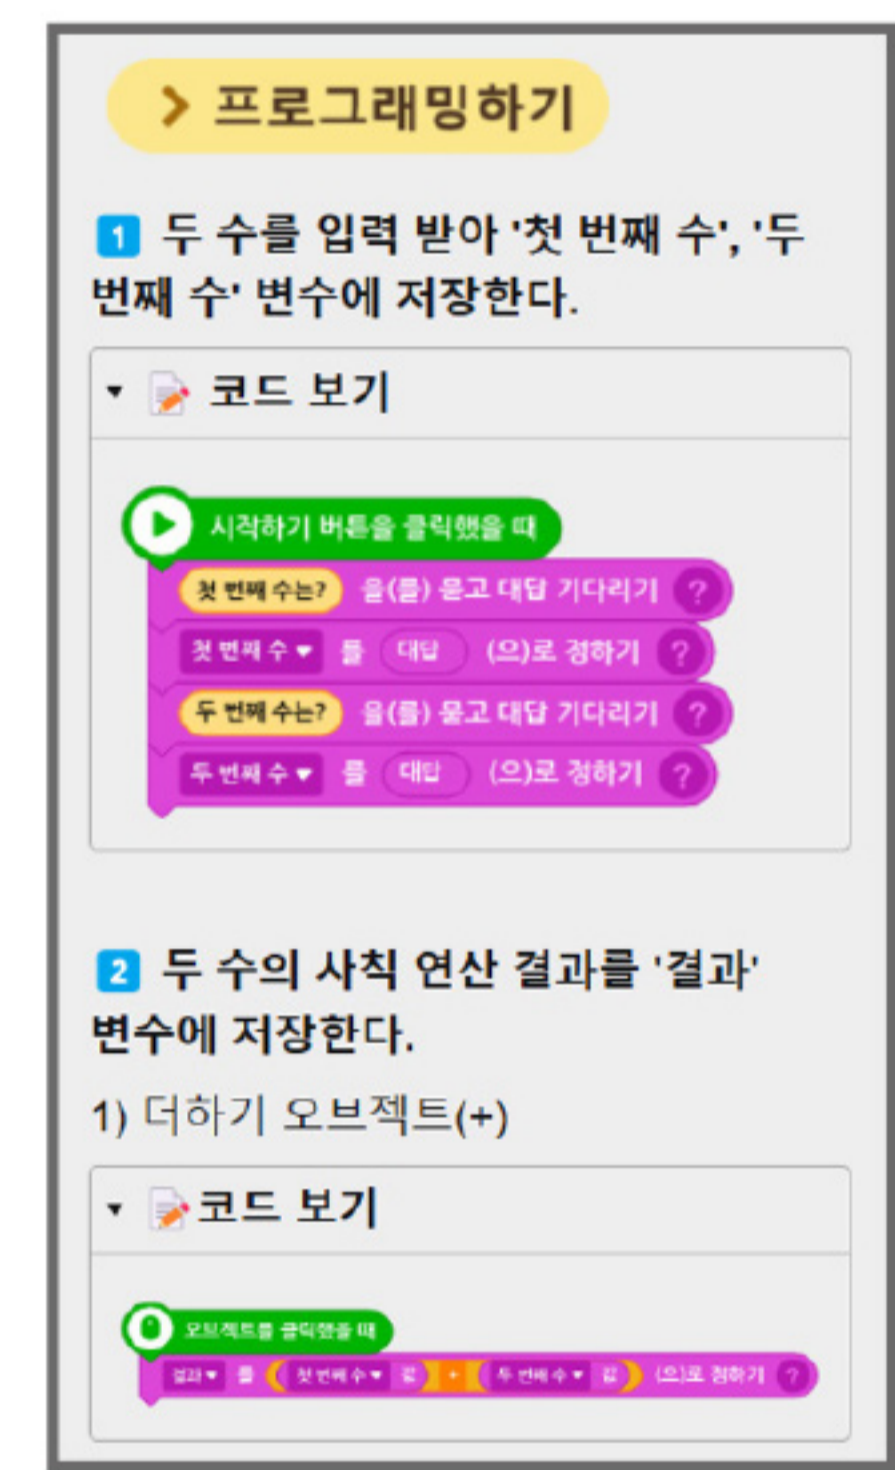 > 프로그래밍하기
1 두 수를 입력 받아 '첫 번째 수', '두
번째 수' 변수에 저장한다.
▼ 코드 보기
시작하기 버튼을 클릭했을 때
첫 번째 수는? 을(를) 묻고 대답 기다리기 ?
첫 번째 수▼ 를 대답 (으)로 정하기 ?
두 번째 수는? 을(를) 묻고 대답 기다리기 ?
두 번째 수▼ 를 대답 (으)로 정하기 ?
2 두 수의 사칙 연산 결과를 '결과'
변수에 저장한다.
1) 더하기 오브젝트(+)
▼ 코드 보기
오브젝트를 클릭했을 때
결과▼ 를 첫 번째 수▼ 값 + 두 번째 수▼ 값 (으)로 정하기 ?